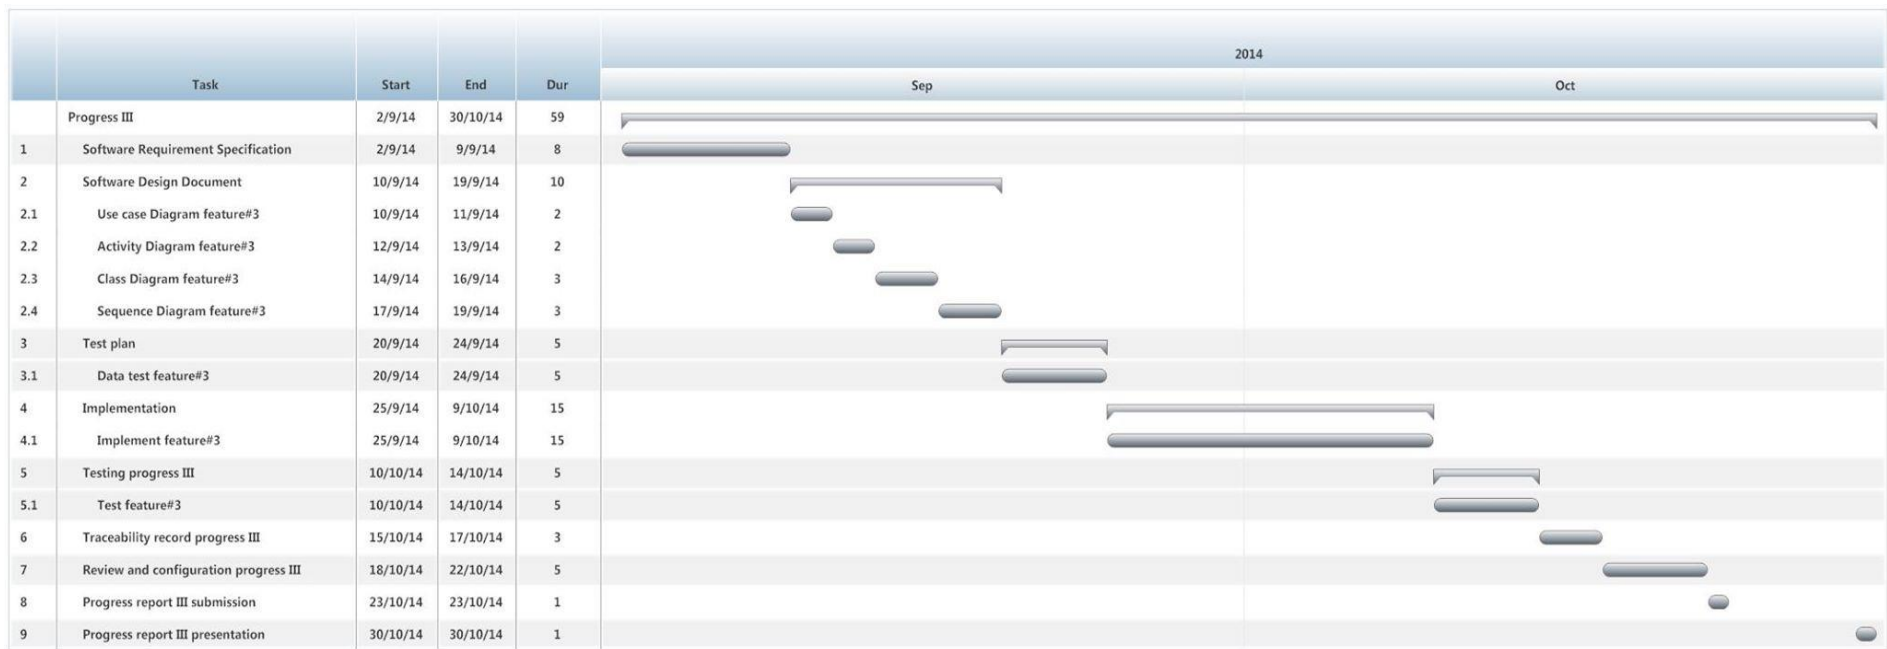 2014
Task Start End Dur Sep Oct
Progress III 2/9/14 30/10/14 59
1 Software Requirement Specification 2/9/14 9/9/14 8
2 Software Design Document 10/9/14 19/9/14 10
2.1 Use case Diagram feature#3 10/9/14 11/9/14 2
2.2 Activity Diagram feature#3 12/9/14 13/9/14 2
2.3 Class Diagram feature#3 14/9/14 16/9/14 3
2.4 Sequence Diagram feature#3 17/9/14 19/9/14 3
3 Test plan 20/9/14 24/9/14 5
3.1 Data test feature#3 20/9/14 24/9/14 5
4 Implementation 25/9/14 9/10/14 15
4.1 Implement feature#3 25/9/14 9/10/14 15
5 Testing progress III 10/10/14 14/10/14 5
5.1 Test feature#3 10/10/14 14/10/14 5
6 Traceability record progress III 15/10/14 17/10/14 3
7 Review and configuration progress III 18/10/14 22/10/14 5
8 Progress report III submission 23/10/14 23/10/14 1
9 Progress report III presentation 30/10/14 30/10/14 1